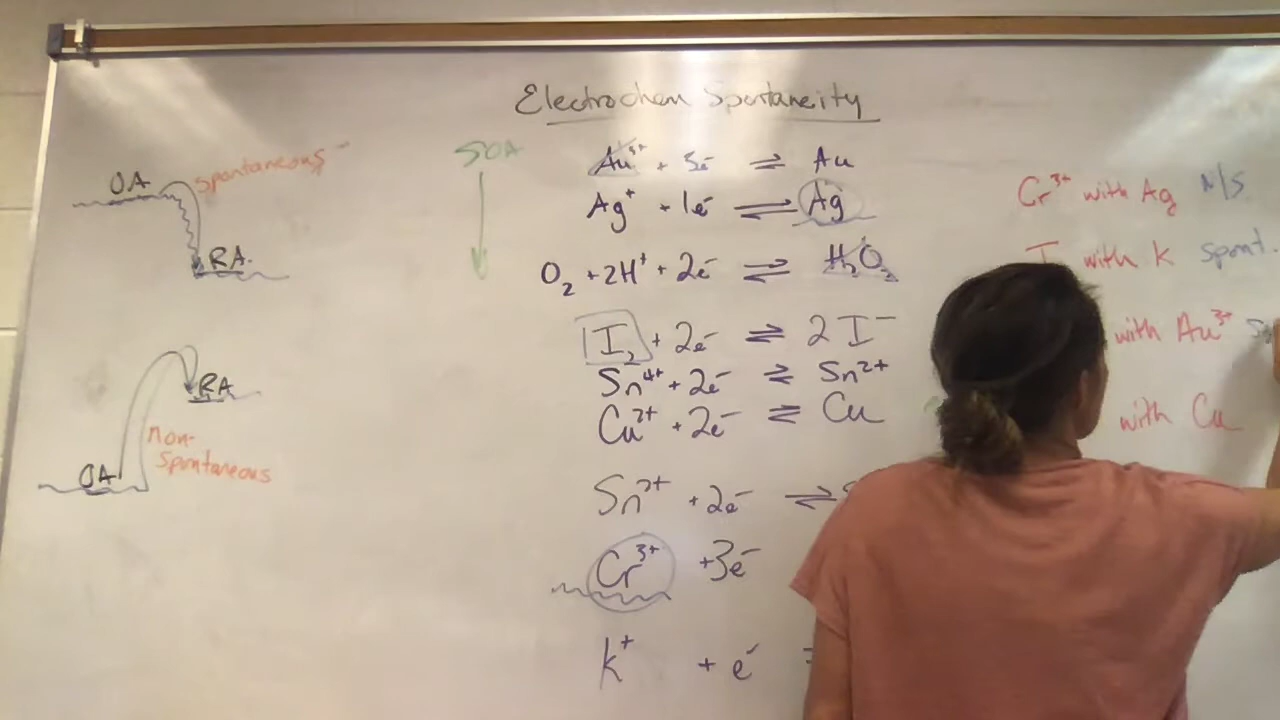 Electrochem Spontaneity
OA
spontaneous
RA
RA
non-
spontaneous
OA
SOA
Au³⁺ + 3e⁻ ⇌ Au
Ag⁺ + 1e⁻ ⇌ Ag
O₂ + 2H⁺ + 2e⁻ ⇌ H₂O₂
I₂ + 2e⁻ ⇌ 2I⁻
Sn⁴⁺ + 2e⁻ ⇌ Sn²⁺
Cu²⁺ + 2e⁻ ⇌ Cu
Sn²⁺ + 2e⁻ ⇌
Cr³⁺ + 3e⁻
K⁺ + e⁻
Cr³⁺ with Ag N/S
with K Spont.
with Au³⁺
with Cu